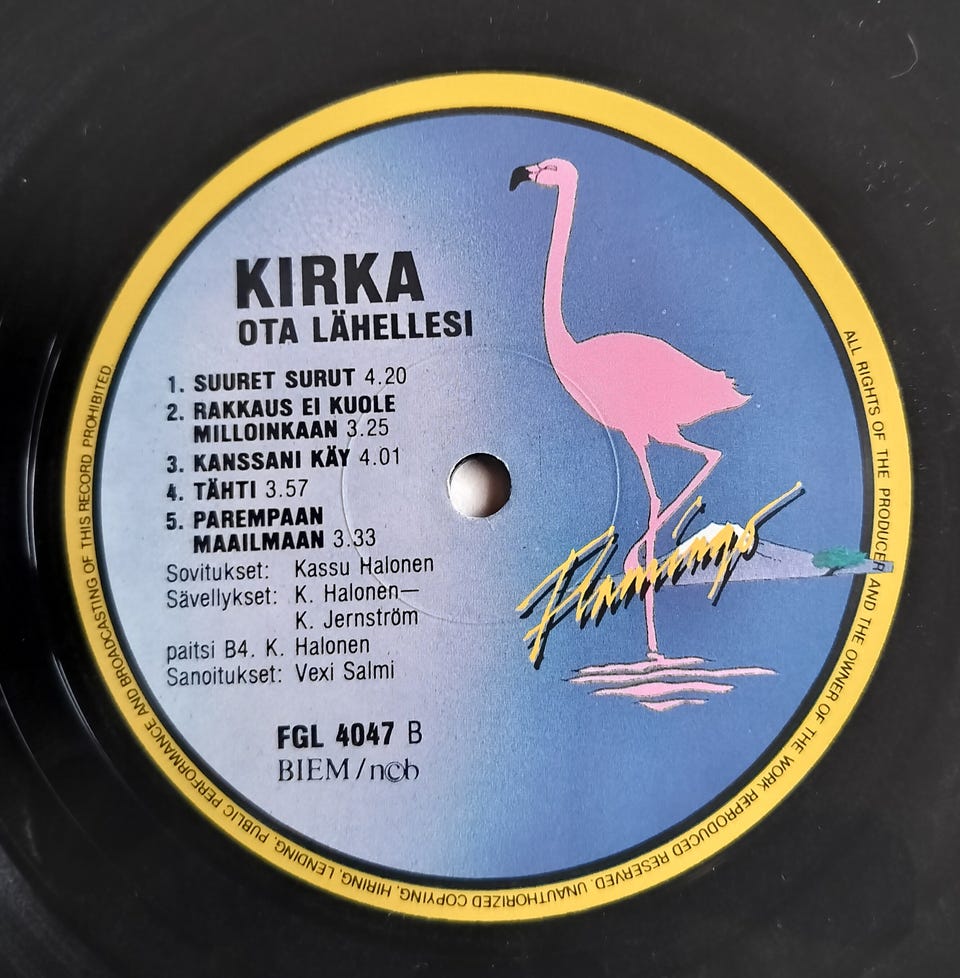 KIRKA
OTA LÄHELLESI
1. SUURET SURUT 4.20
2. RAKKAUS EI KUOLE
MILLOINKAAN 3.25
3. KANSSANI KÄY 4.01
4. TÄHTI 3.57
5. PAREMPAAN
MAAILMAAN 3.33
Sovitukset: Kassu Halonen
Sävellykset: K. Halonen—
K. Jernström
paitsi B4. K. Halonen
Sanoitukset: Vexi Salmi
FGL 4047 B
BIEM/n©b
Flamingo
ALL RIGHTS OF THE PRODUCER AND THE OWNER OF THE WORK REPRODUCED RESERVED. UNAUTHORIZED COPYING, HIRING, LENDING, PUBLIC PERFORMANCE AND BROADCASTING OF THIS RECORD PROHIBITED